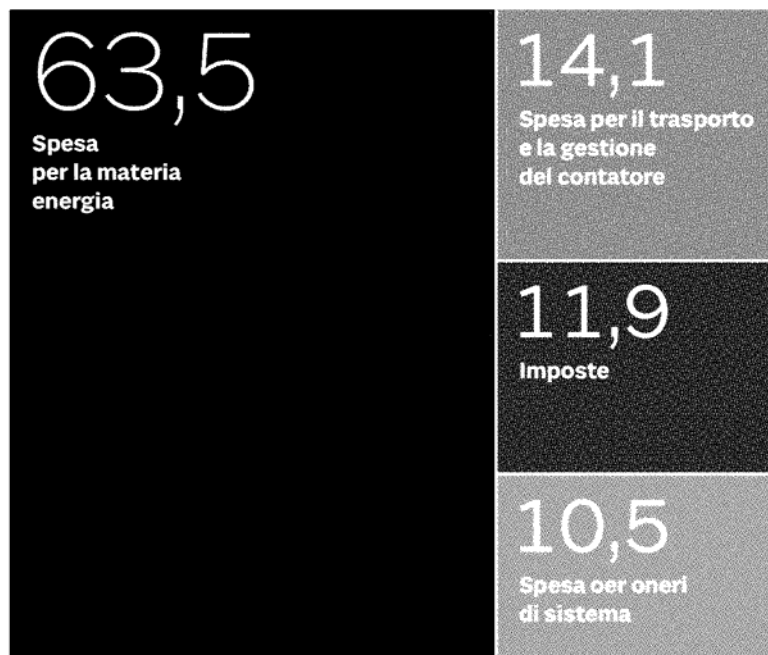 63,5
Spesa
per la materia
energia
14,1
Spesa per il trasporto
e la gestione
del contatore
11,9
Imposte
10,5
Spesa oer oneri
di sistema